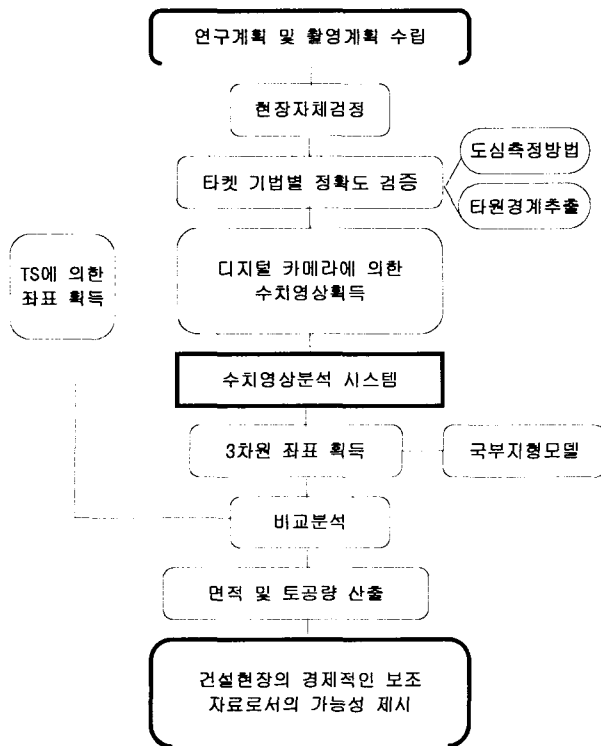 연구계획 및 촬영계획 수립
현장자체검정
타켓 기법별 정확도 검증
도심측정방법
타원경계추출
TS에 의한
좌표 획득
디지털 카메라에 의한
수치영상획득
수치영상분석 시스템
3차원 좌표 획득
국부지형모델
비교분석
면적 및 토공량 산출
건설현장의 경제적인 보조
자료로서의 가능성 제시